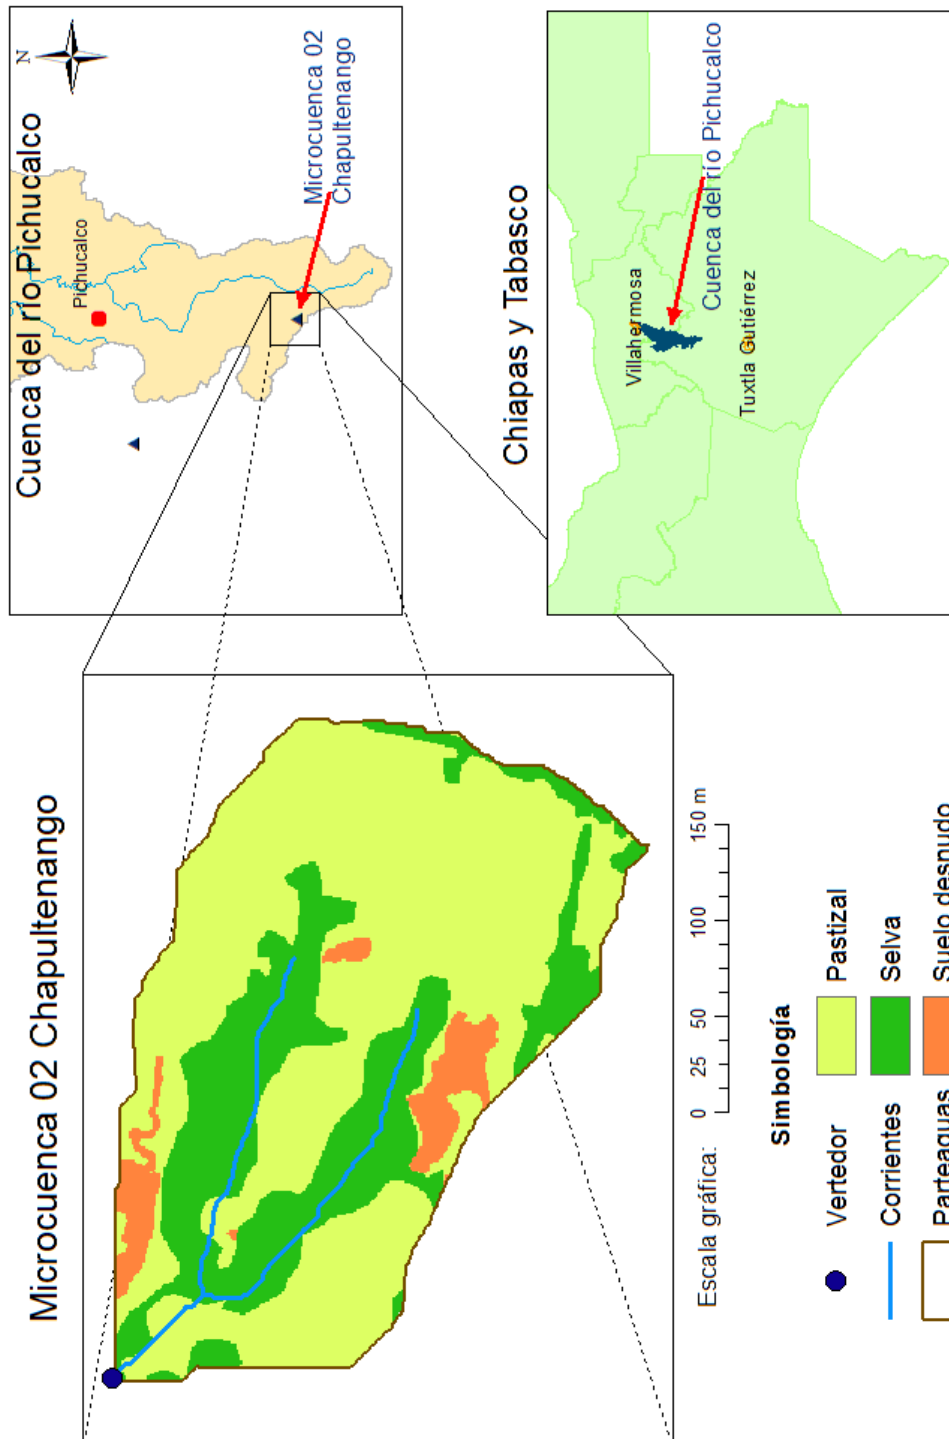 Microcuenca 02 Chapultenango
Cuenca del río Pichucalco
N
Pichucalco
Microcuenca 02
Chapultenango
Chiapas y Tabasco
Villahermosa
Cuenca del río Pichucalco
Tuxtla Gutiérrez
Escala gráfica:
0 25 50 100 150 m
Simbología
Vertedor
Pastizal
Corrientes
Selva
Parteaguas
Suelo desnudo